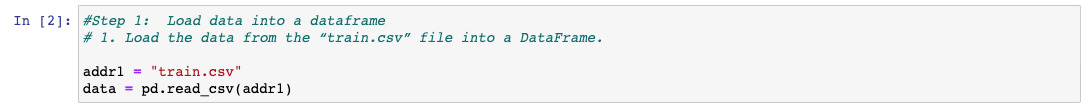 In [2]: #Step 1:  Load data into a dataframe
# 1. Load the data from the “train.csv” file into a DataFrame.
addr1 = "train.csv"
data = pd.read_csv(addr1)